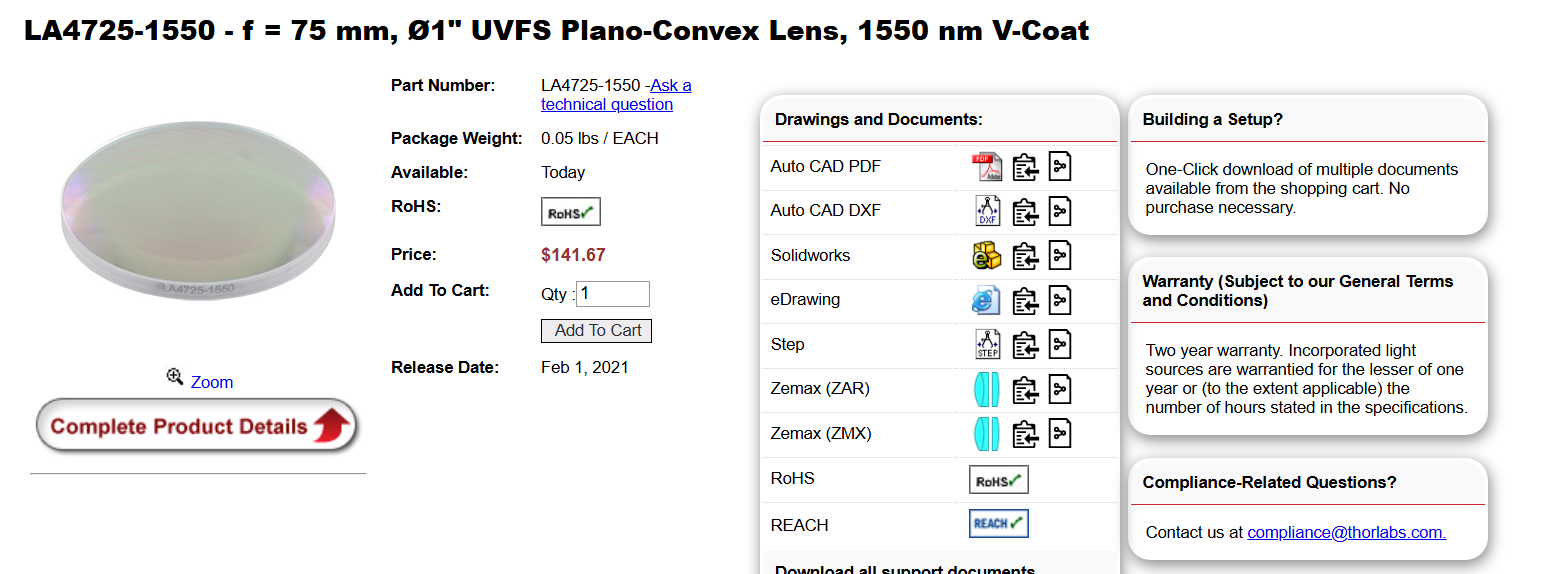 LA4725-1550 - f = 75 mm, Ø1" UVFS Plano-Convex Lens, 1550 nm V-Coat
LA4725-1550
Zoom
Complete Product Details
Part Number: LA4725-1550 -Ask a
technical question
Package Weight: 0.05 lbs / EACH
Available: Today
RoHS: RoHS
Price: $141.67
Add To Cart: Qty : 1
Add To Cart
Release Date: Feb 1, 2021
Drawings and Documents:
Auto CAD PDF PDF Adobe
Auto CAD DXF DXF
Solidworks
eDrawing
Step STEP
Zemax (ZAR)
Zemax (ZMX)
RoHS RoHS
REACH REACH
Download all support documents
Building a Setup?
One-Click download of multiple documents
available from the shopping cart. No
purchase necessary.
Warranty (Subject to our General Terms
and Conditions)
Two year warranty. Incorporated light
sources are warrantied for the lesser of one
year or (to the extent applicable) the
number of hours stated in the specifications.
Compliance-Related Questions?
Contact us at compliance@thorlabs.com.